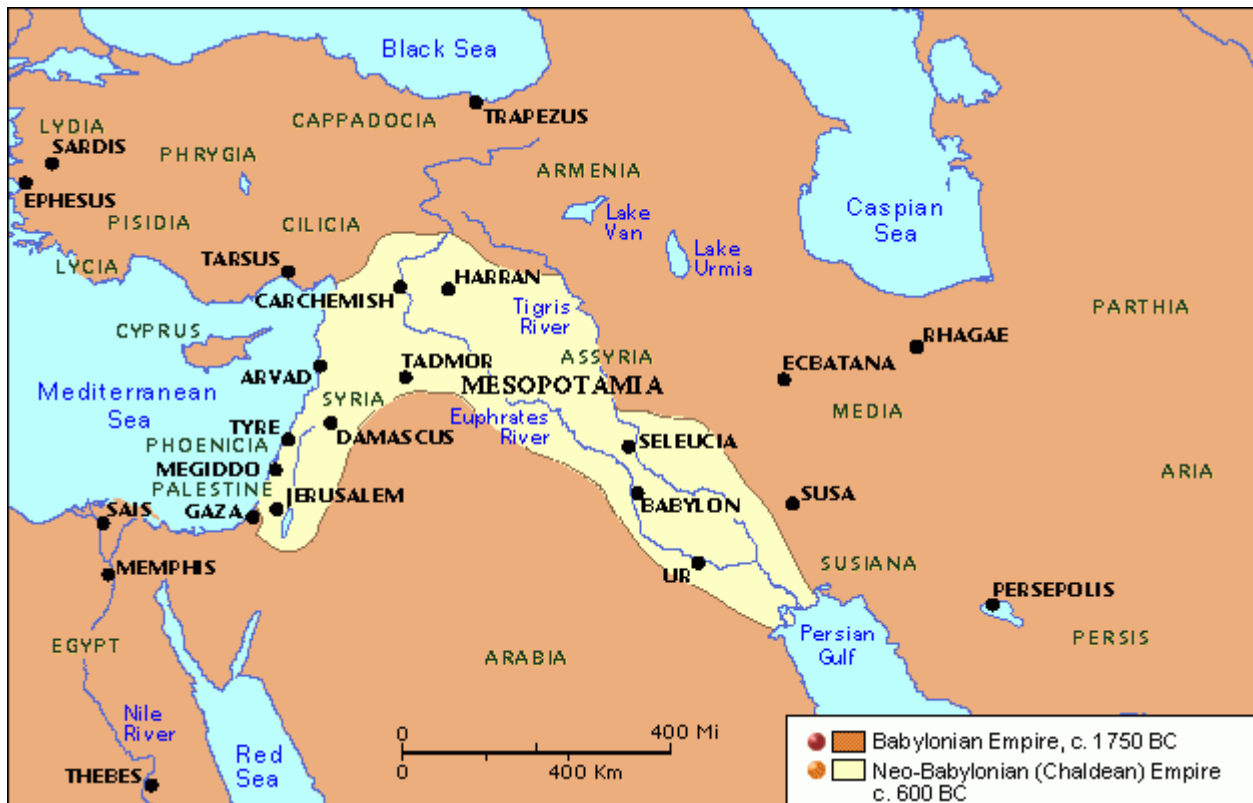 Black Sea
TRAPEZUS
CAPPADOCIA
LYDIA
SARDIS
PHRYGIA
ARMENIA
EPHESUS
PISIDIA
CILICIA
Lake
Van
Caspian
Sea
LYCIA
TARSUS
Lake
Urmia
HARRAN
CARCHEMISH
Tigris
River
PARTHIA
CYPRUS
RHAGAE
ASSYRIA
ECBATANA
TADMOR
ARVAD
MESOPOTAMIA
Mediterranean
Sea
SYRIA
MEDIA
Euphrates
River
TYRE
DAMASCUS
PHOENICIA
SELEUCIA
MEGIDDO
ARIA
PALESTINE
JERUSALEM
SAIS
GAZA
BABYLON
SUSA
MEMPHIS
UR
SUSIANA
PERSEPOLIS
EGYPT
ARABIA
Persian
Gulf
PERSIS
Nile
River
Red
Sea
THEBES
0 400 Mi
0 400 Km
Babylonian Empire, c. 1750 BC
Neo-Babylonian (Chaldean) Empire
c. 600 BC